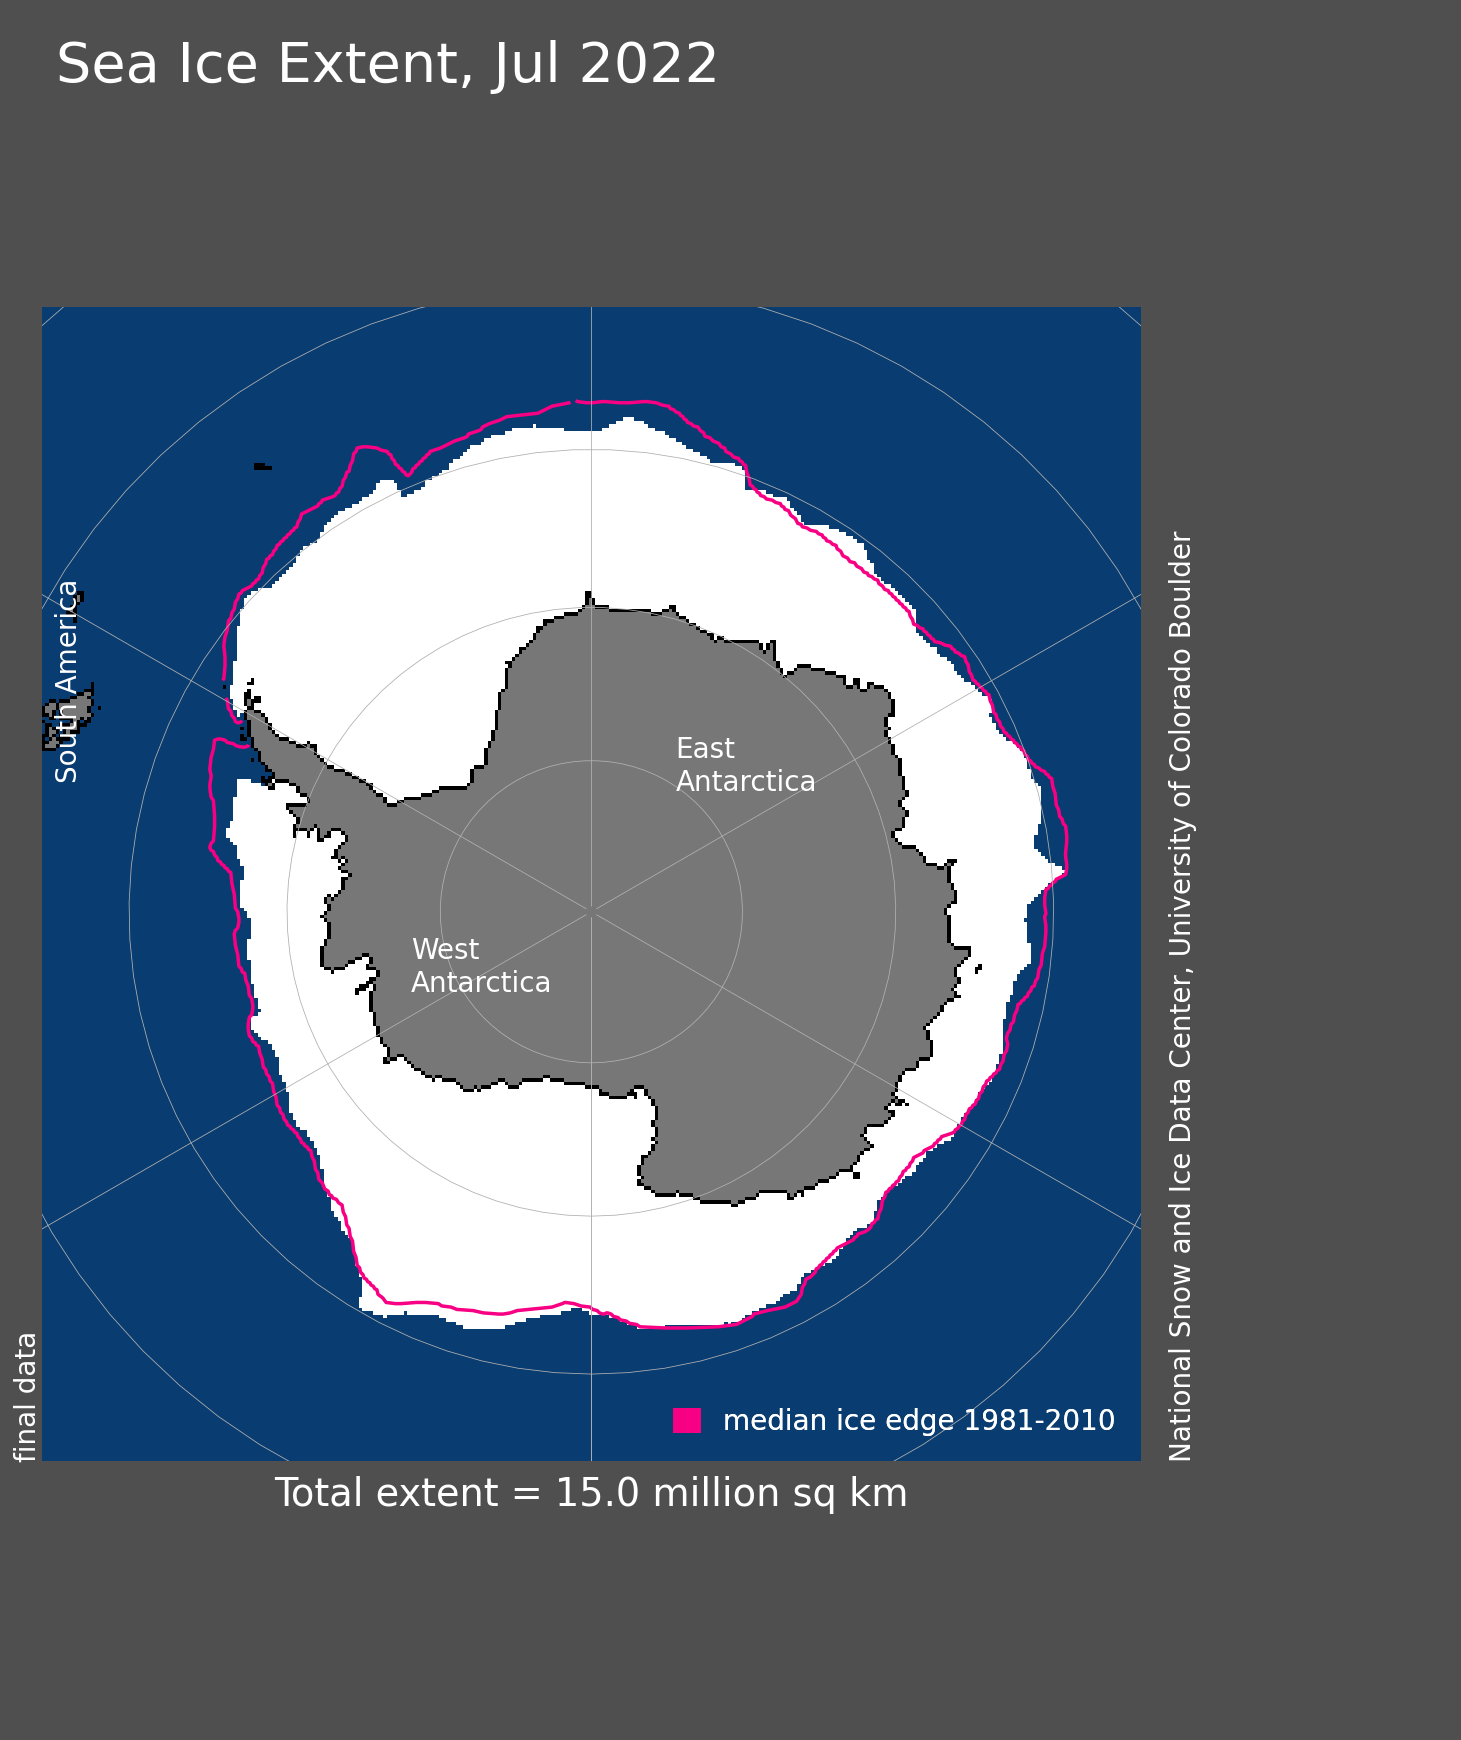 Sea Ice Extent, Jul 2022
South America
East
Antarctica
West
Antarctica
median ice edge 1981-2010
final data
National Snow and Ice Data Center, University of Colorado Boulder
Total extent = 15.0 million sq km